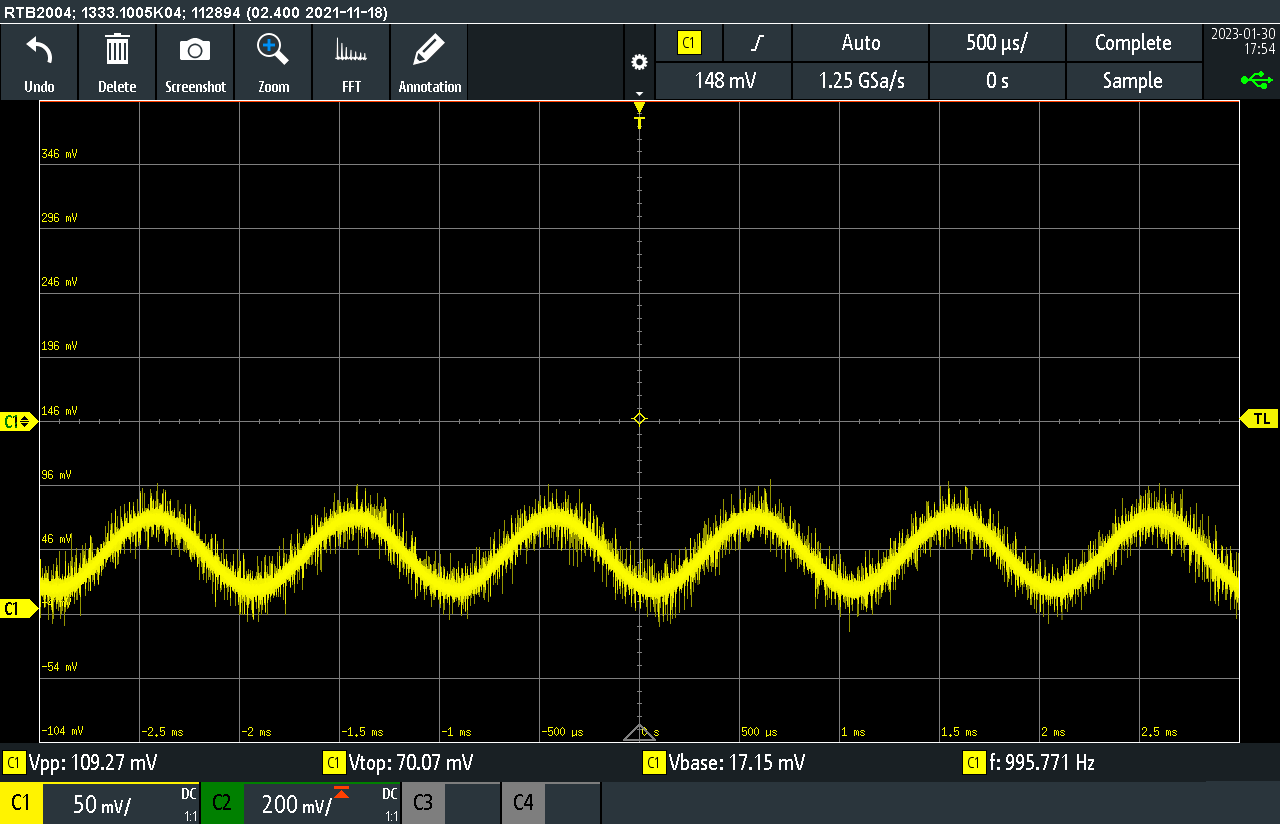 RTB2004; 1333.1005K04; 112894 (02.400 2021-11-18)
Undo
Delete
Screenshot
Zoom
FFT
Annotation
C1
Auto
500 µs/
Complete
2023-01-30
17:54
148 mV
1.25 GSa/s
0 s
Sample
T
346 mV
296 mV
246 mV
196 mV
146 mV
C1
TL
96 mV
46 mV
C1
-54 mV
-104 mV
-2.5 ms
-2 ms
-1.5 ms
-1 ms
-500 µs
0 s
500 µs
1 ms
1.5 ms
2 ms
2.5 ms
C1 Vpp: 109.27 mV
C1 Vtop: 70.07 mV
C1 Vbase: 17.15 mV
C1 f: 995.771 Hz
C1 50 mV/ DC 1:1
C2 200 mV/ DC 1:1
C3
C4